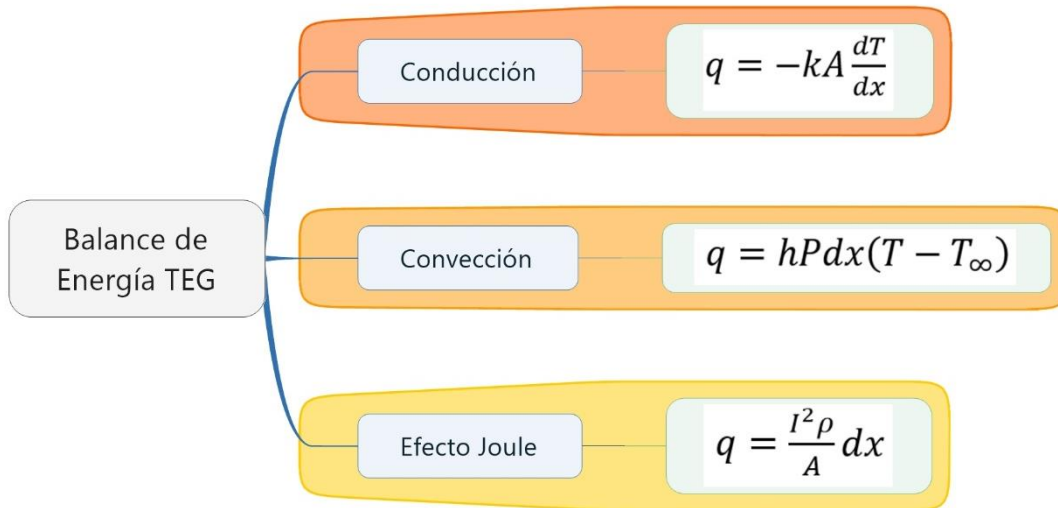 Balance de
Energía TEG
Conducción
q = −kA dT/dx
Convección
q = hPdx(T − T∞)
Efecto Joule
q = I²ρ/A dx